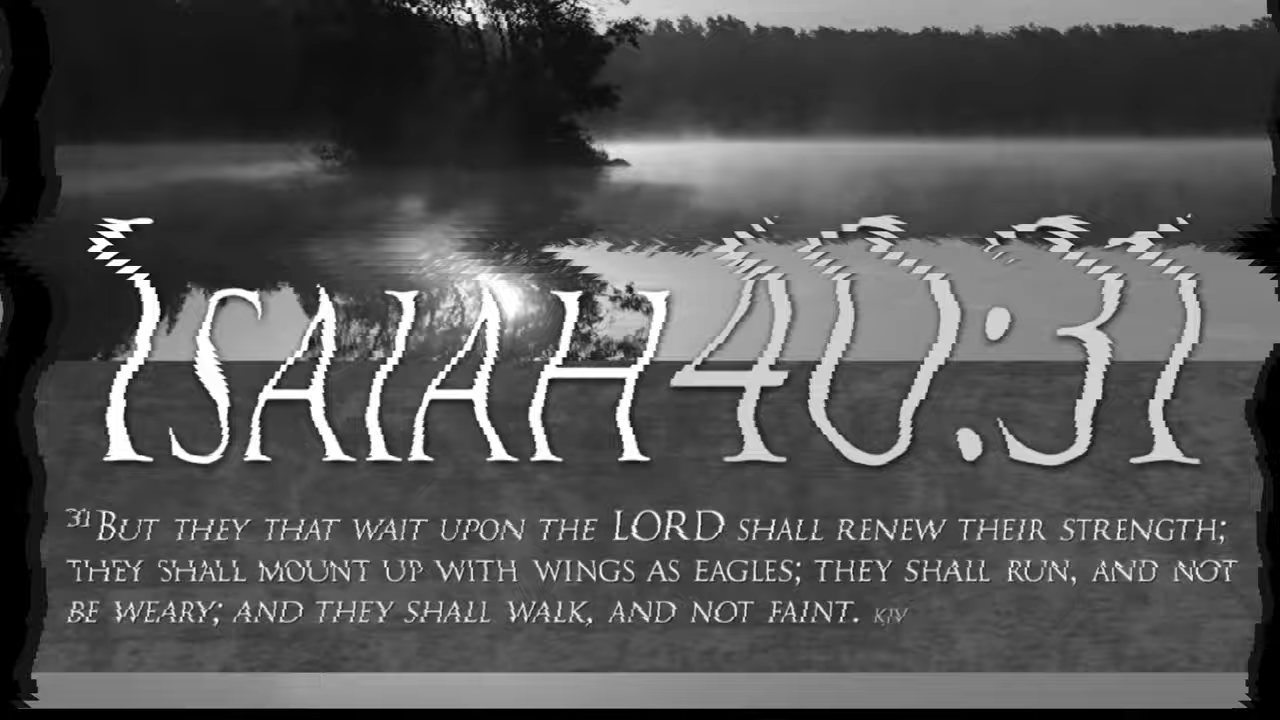 Isaiah 40:31
31 But they that wait upon the LORD shall renew their strength;
they shall mount up with wings as eagles; they shall run, and not
be weary; and they shall walk, and not faint. KJV